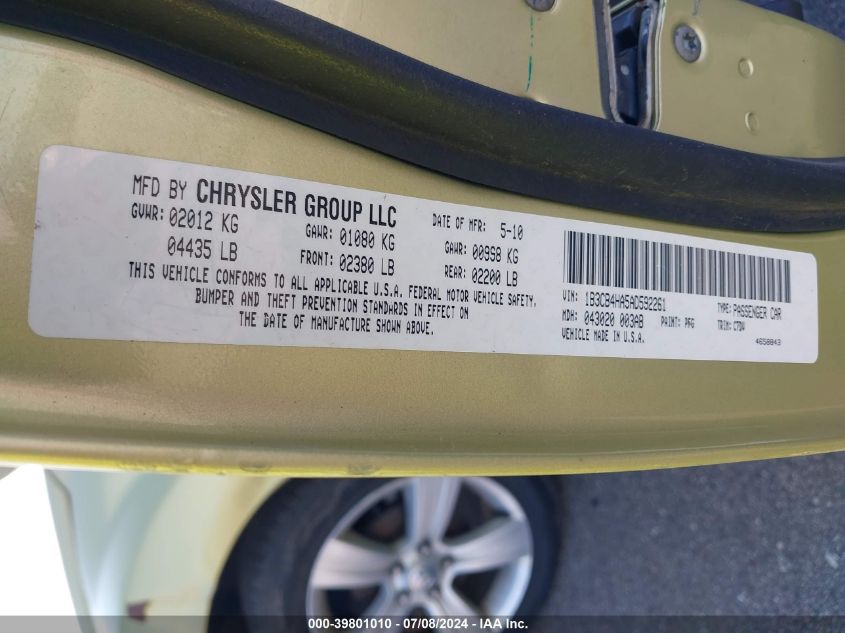 MFD BY CHRYSLER GROUP LLC
DATE OF MFR: 5-10
GVWR: 02012 KG
GAWR: 01080 KG
GAWR: 00958 KG
04435 LB
FRONT: 02380 LB
REAR: 02200 LB
THIS VEHICLE CONFORMS TO ALL APPLICABLE U.S.A. FEDERAL MOTOR VEHICLE SAFETY,
BUMPER AND THEFT PREVENTION STANDARDS IN EFFECT ON
THE DATE OF MANUFACTURE SHOWN ABOVE.
VIN: 1B3CB4HA5AD592261
TYPE: PASSENGER CAR
MDH: 043020 003AB
PAINT: PFG
TRIM: CTDV
VEHICLE MADE IN U.S.A.
4658843
000-39801010 - 07/08/2024 - IAA Inc.